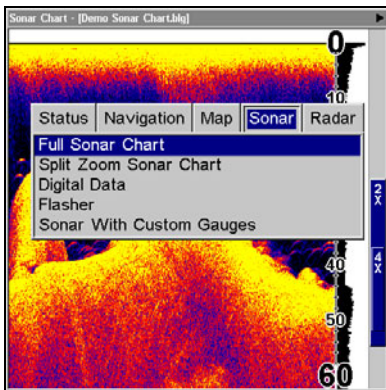 Sonar Chart - [Demo Sonar Chart.blg]
0
10
Status Navigation Map Sonar Radar
Full Sonar Chart
Split Zoom Sonar Chart
Digital Data
Flasher
Sonar With Custom Gauges
2X
4X
40
50
60